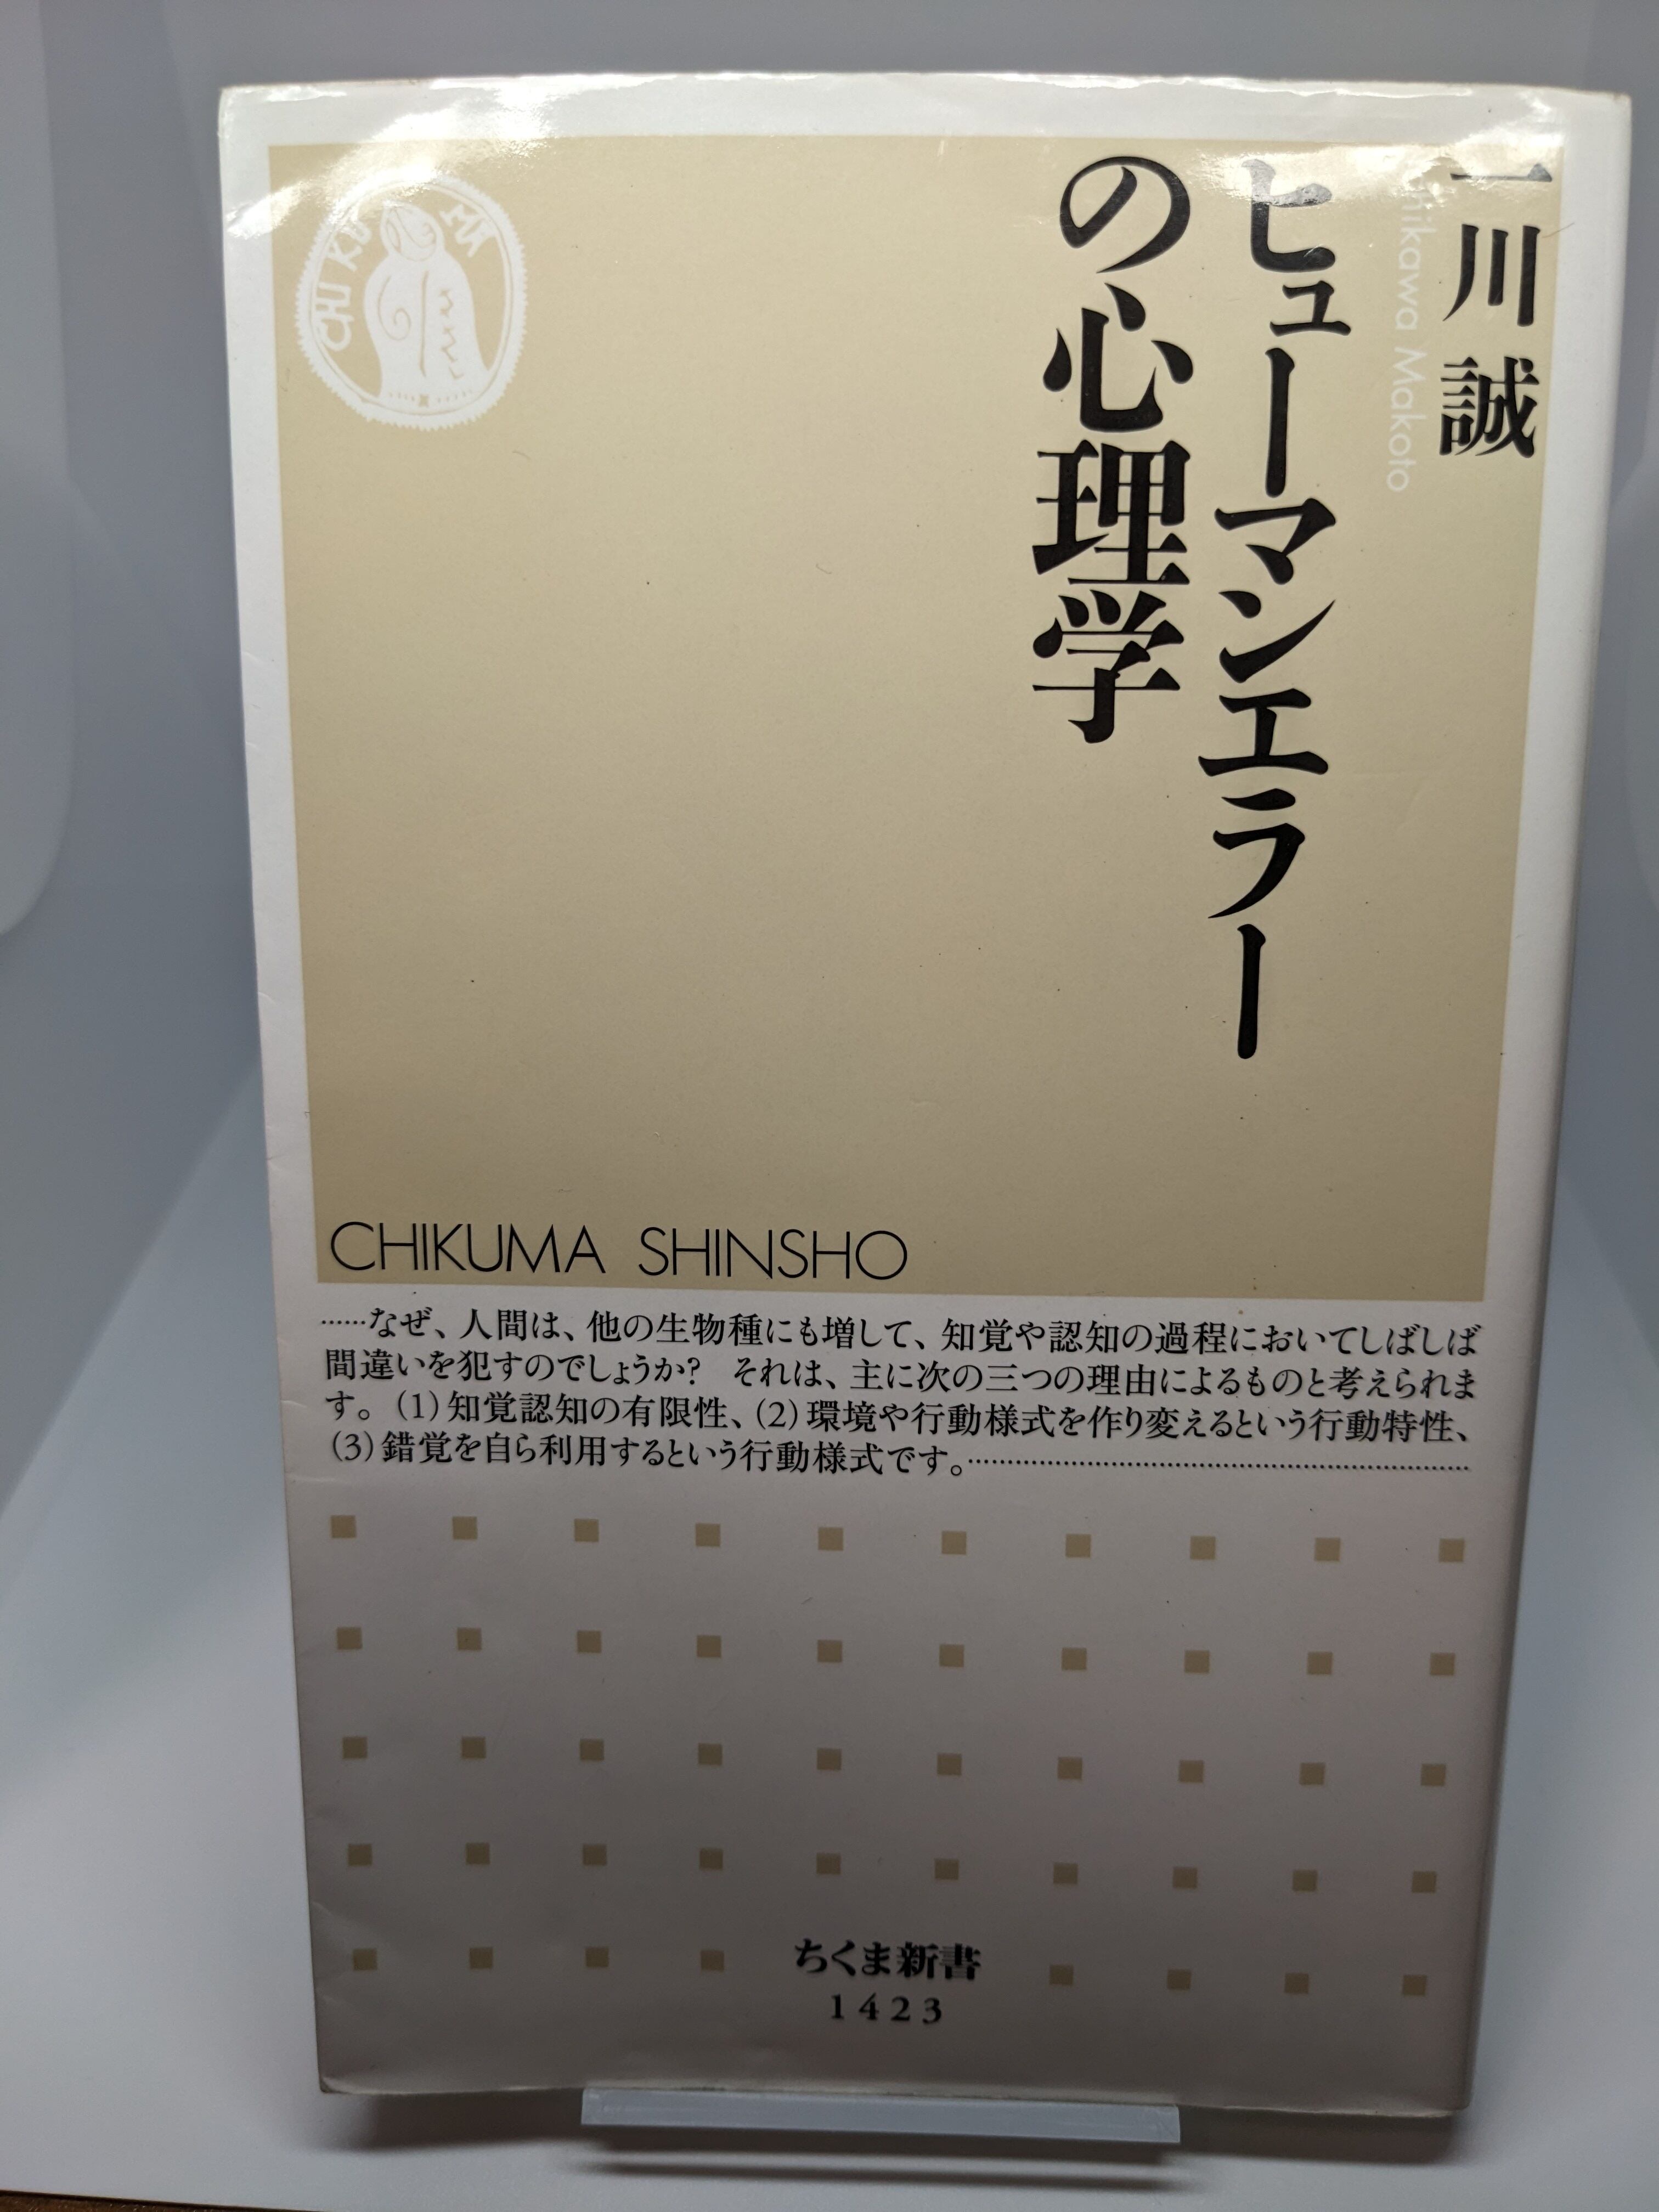 一川 誠
Ichikawa Makoto
ヒューマンエラー
の心理学
CHIKUMA
CHIKUMA SHINSHO
……なぜ、人間は、他の生物種にも増して、知覚や認知の過程においてしばしば
間違いを犯すのでしょうか? それは、主に次の三つの理由によるものと考えられま
す。(1)知覚認知の有限性、(2)環境や行動様式を作り変えるという行動特性、
(3)錯覚を自ら利用するという行動様式です。……………………………………………
ちくま新書
1423